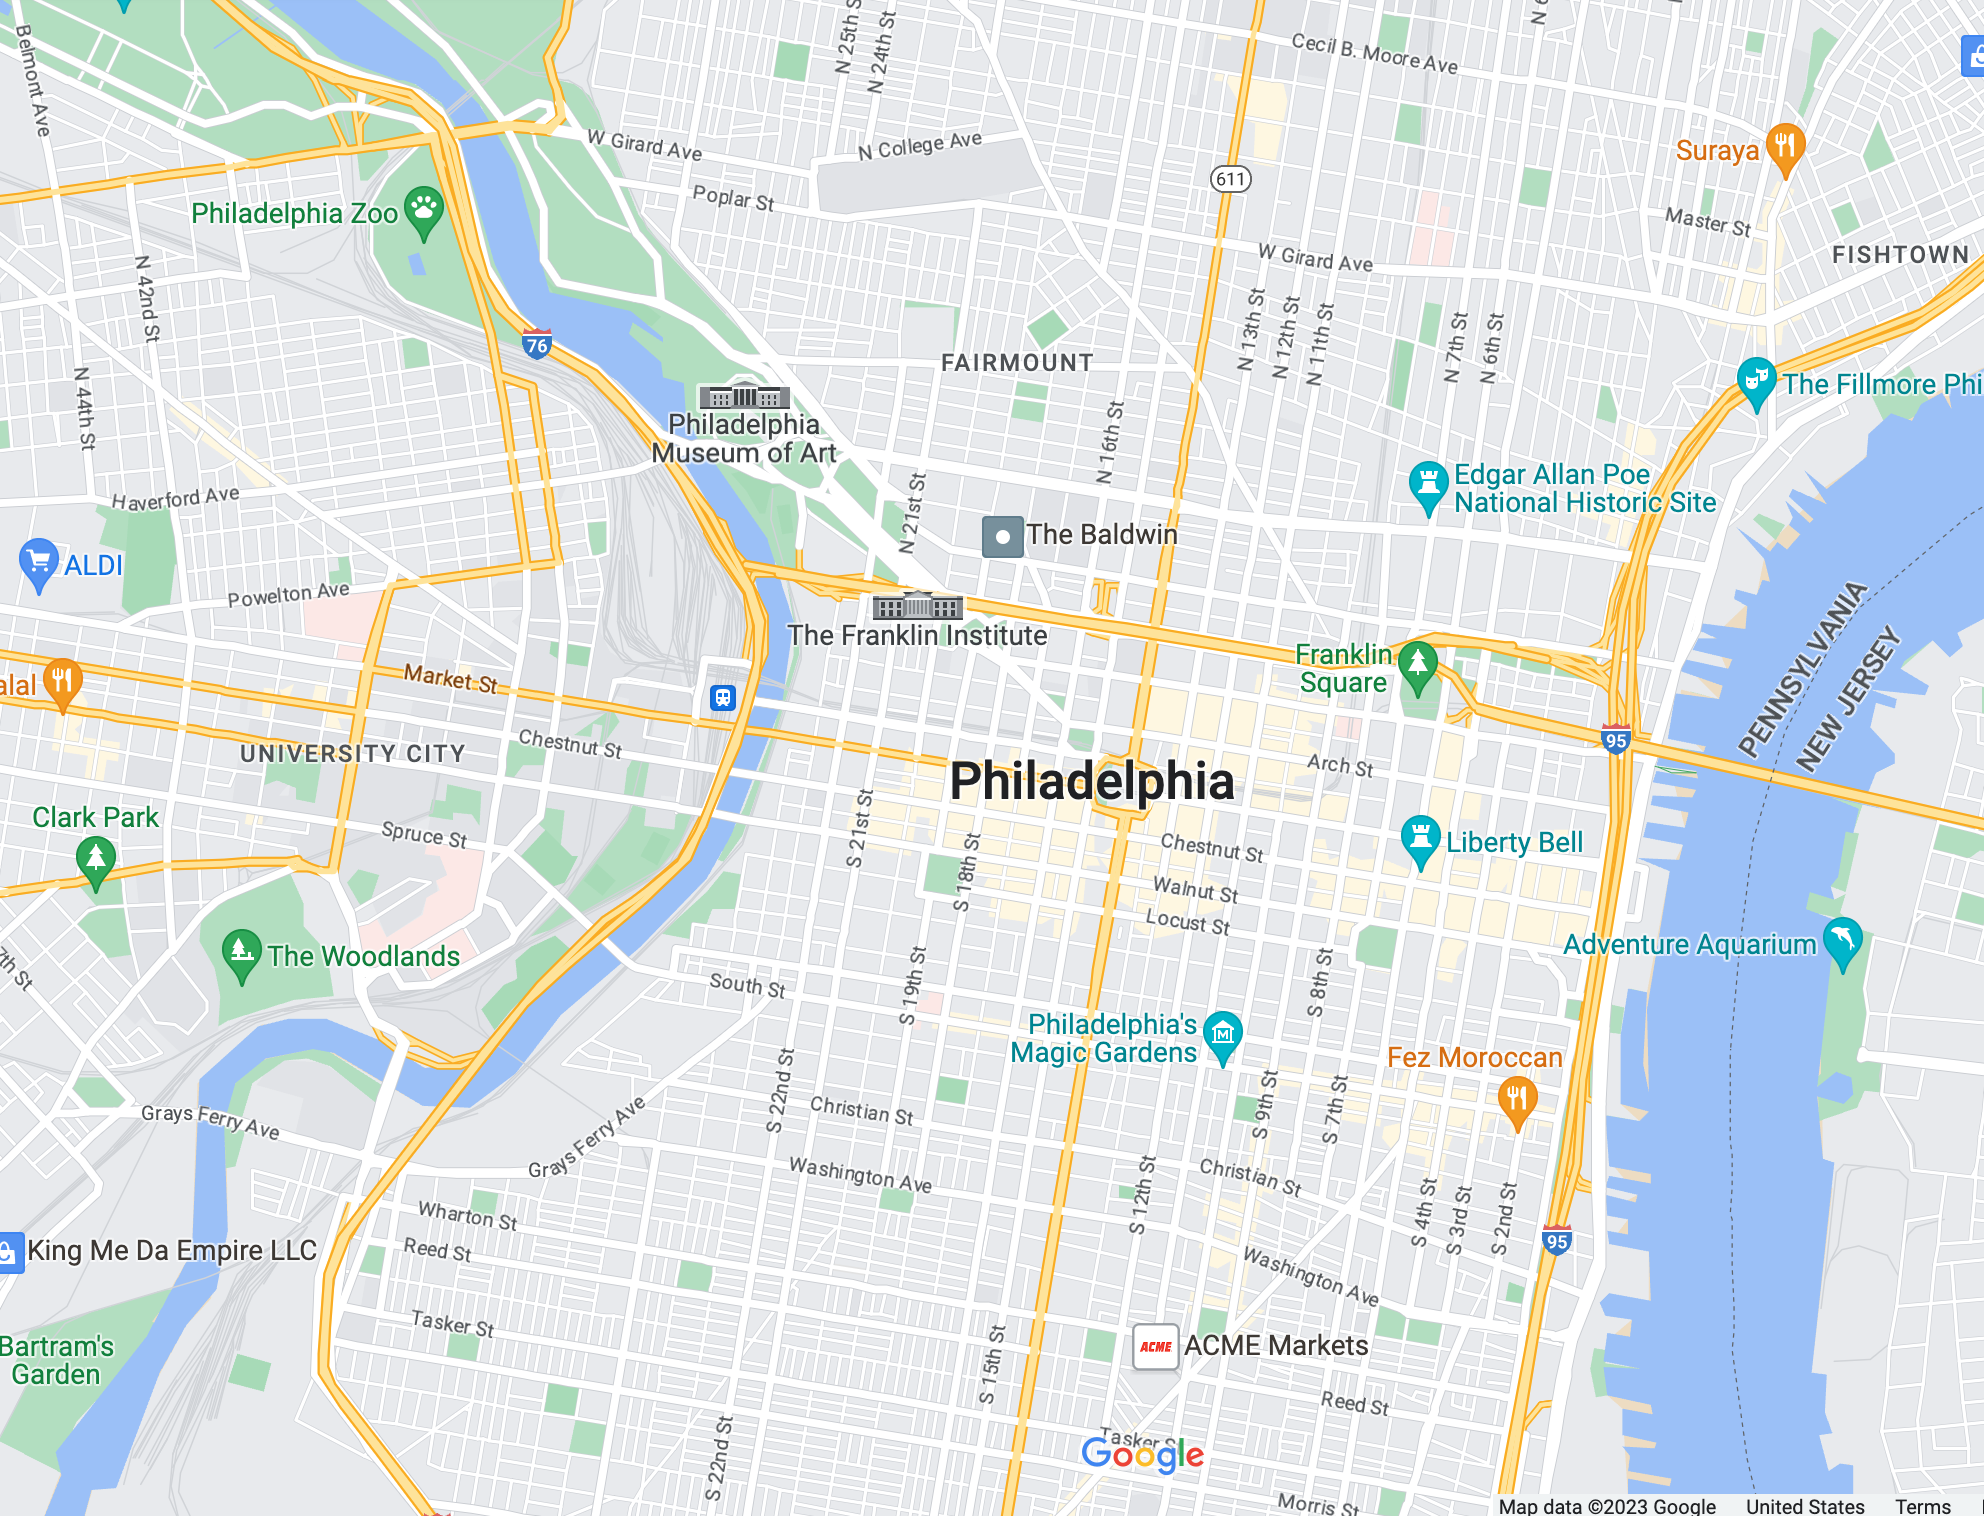 Belmont Ave
N 25th St
N 24th St
Cecil B. Moore Ave
N 6
W Girard Ave
N College Ave
Suraya
611
Poplar St
Philadelphia Zoo
Master St
FISHTOWN
W Girard Ave
N 42nd St
N 13th St
N 12th St
N 11th St
N 7th St
N 6th St
76
FAIRMOUNT
The Fillmore Phi
N 44th St
Philadelphia
Museum of Art
N 16th St
Edgar Allan Poe
National Historic Site
Haverford Ave
N 21st St
The Baldwin
ALDI
Powelton Ave
PENNSYLVANIA
NEW JERSEY
The Franklin Institute
Franklin
Square
Market St
alal
UNIVERSITY CITY
Chestnut St
95
Arch St
Philadelphia
Clark Park
Spruce St
S 21st St
S 18th St
Chestnut St
Liberty Bell
Walnut St
Locust St
The Woodlands
7th St
Adventure Aquarium
South St
S 19th St
S 8th St
Philadelphia's
Magic Gardens
Fez Moroccan
Grays Ferry Ave
Grays Ferry Ave
S 22nd St
Christian St
S 9th St
S 7th St
Washington Ave
Christian St
S 12th St
S 4th St
S 3rd St
S 2nd St
Wharton St
Reed St
King Me Da Empire LLC
95
Washington Ave
Tasker St
Bartram's
Garden
S 15th St
ACME
ACME Markets
Reed St
S 22nd St
Tasker S
Google
Morris St
Map data ©2023 Google
United States
Terms